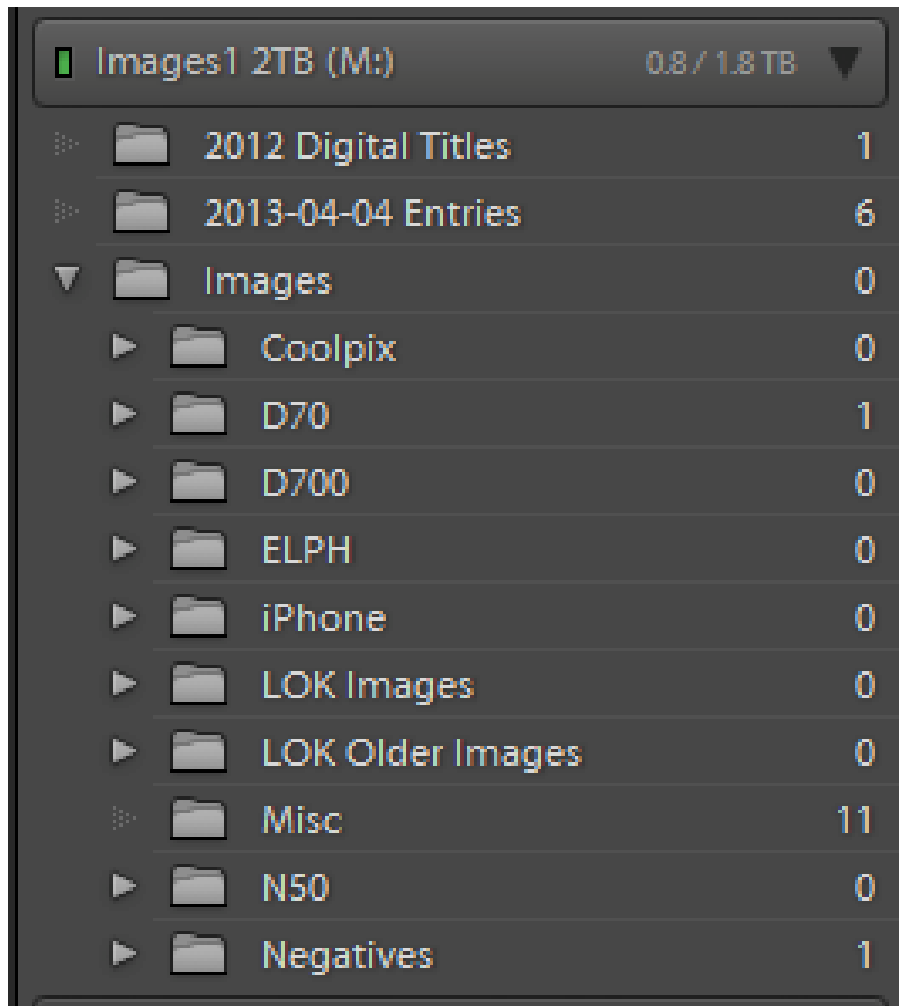 Images1 2TB (M:) 0.8 / 1.8 TB
2012 Digital Titles 1
2013-04-04 Entries 6
Images 0
Coolpix 0
D70 1
D700 0
ELPH 0
iPhone 0
LOK Images 0
LOK Older Images 0
Misc 11
N50 0
Negatives 1